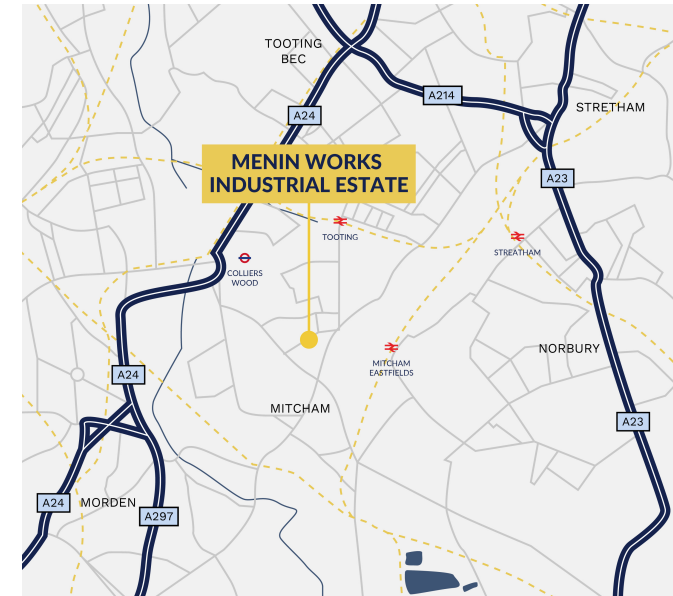 TOOTING
BEC
A214
STRETHAM
A24
MENIN WORKS
INDUSTRIAL ESTATE
A23
TOOTING
STREATHAM
COLLIERS
WOOD
NORBURY
MITCHAM
EASTFIELDS
A24
MITCHAM
A23
A24
MORDEN
A297